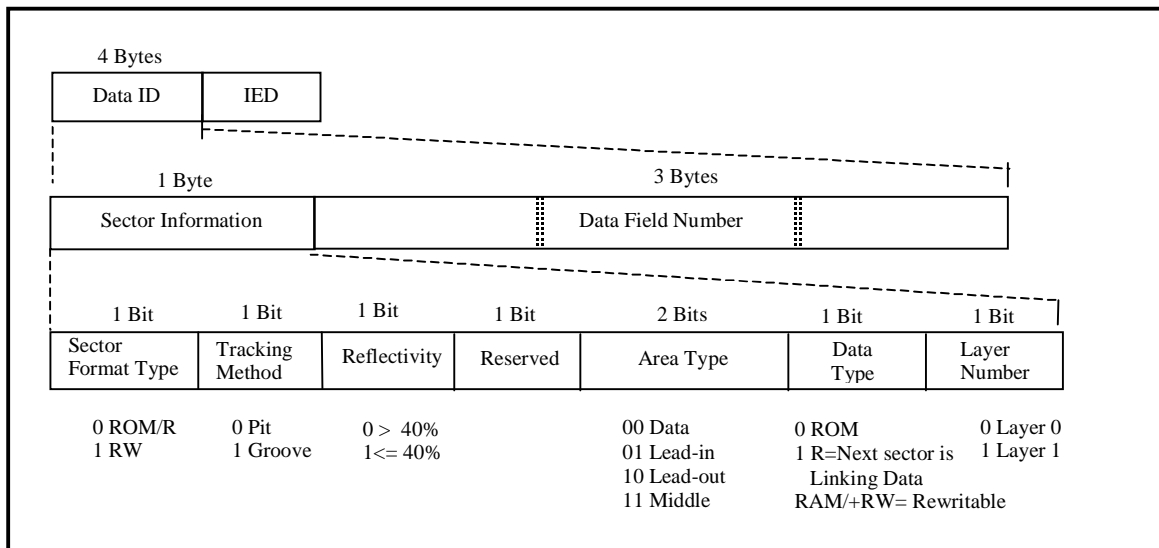 4 Bytes
Data ID IED
1 Byte 3 Bytes
Sector Information Data Field Number
1 Bit 1 Bit 1 Bit 1 Bit 2 Bits 1 Bit 1 Bit
Sector Format Type
Tracking Method
Reflectivity
Reserved
Area Type
Data Type
Layer Number
0 ROM/R
1 RW
0 Pit
1 Groove
0 > 40%
1<= 40%
00 Data
01 Lead-in
10 Lead-out
11 Middle
0 ROM
1 R=Next sector is
Linking Data
RAM/+RW= Rewritable
0 Layer 0
1 Layer 1